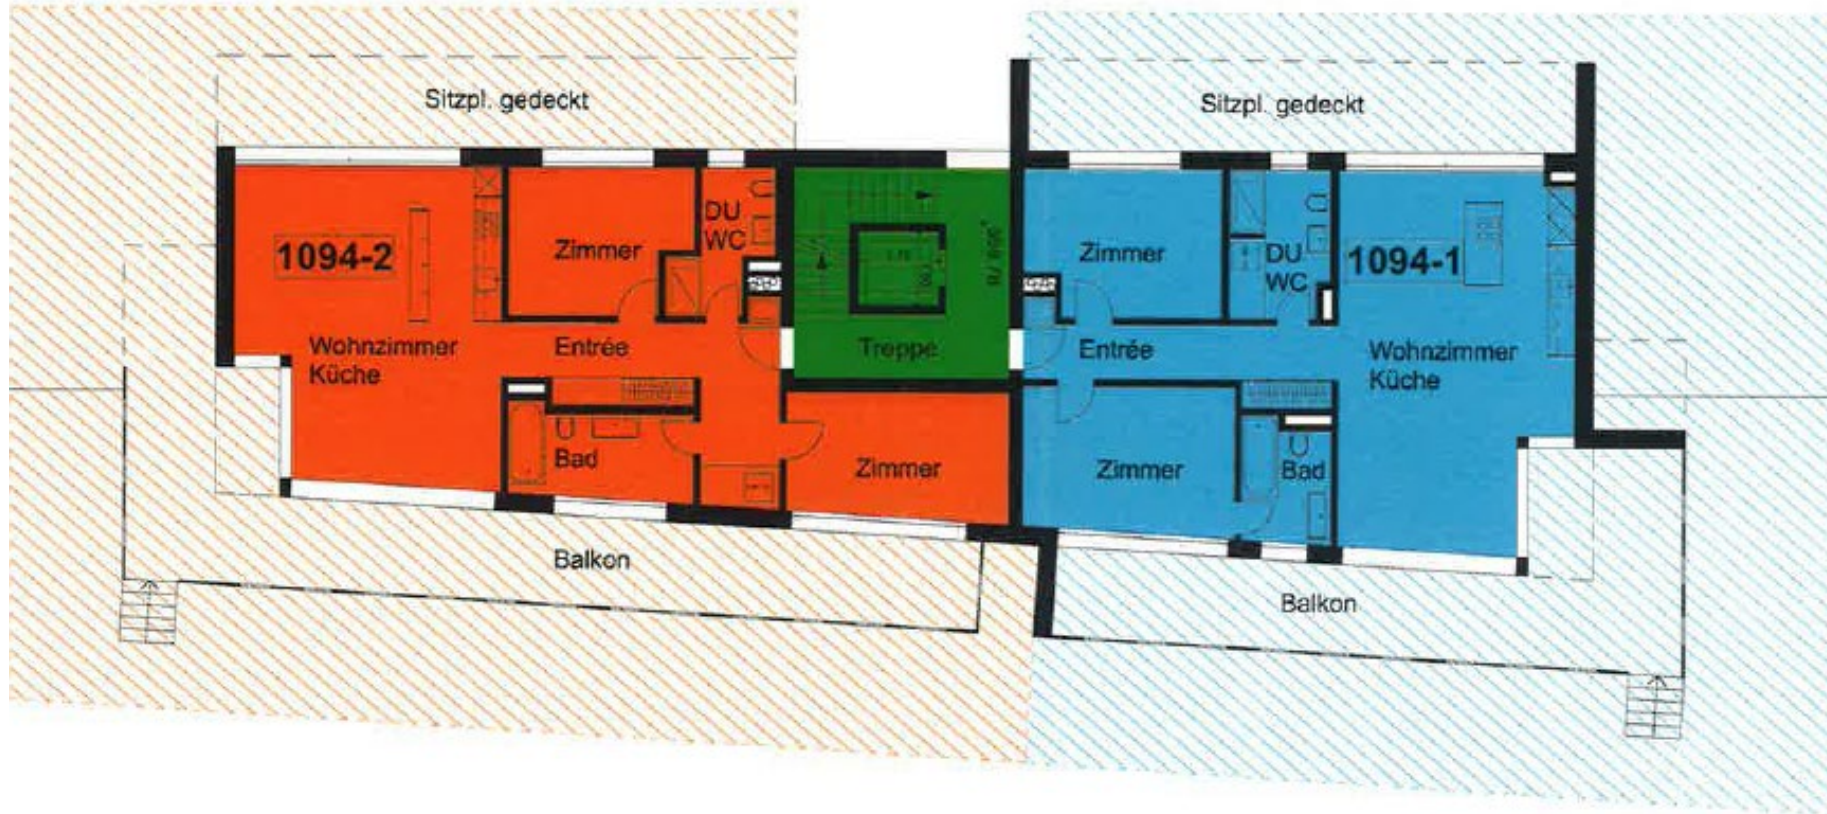 Sitzpl. gedeckt
Sitzpl. gedeckt
1094-2
Zimmer
DU
WC
Zimmer
DU
WC
1094-1
Wohnzimmer
Küche
Entrée
Treppe
Entrée
Wohnzimmer
Küche
Bad
Zimmer
Zimmer
Bad
Balkon
Balkon